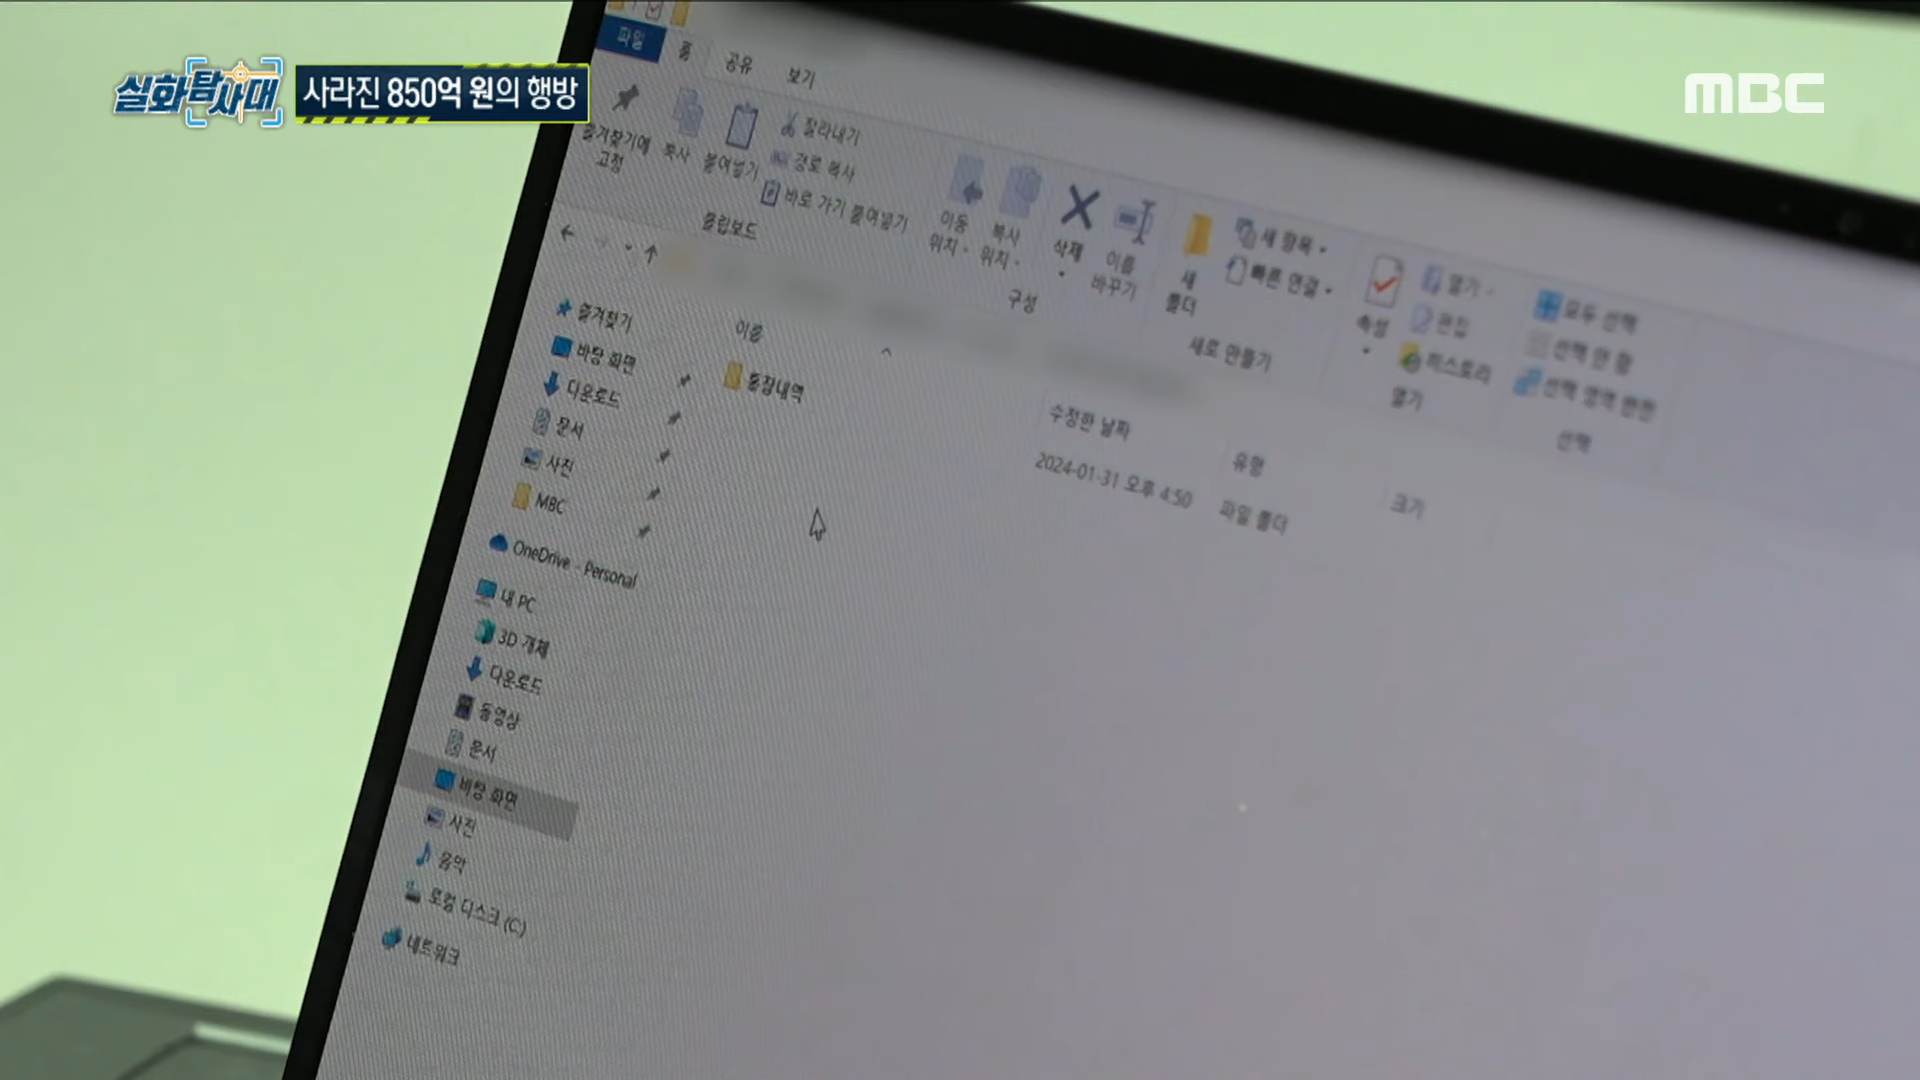 실화탐사대
사라진 850억 원의 행방
MBC
파일 홈 공유 보기
즐겨찾기에 고정
복사
붙여넣기
잘라내기
경로 복사
바로 가기 붙여넣기
클립보드
이동 위치
복사 위치
삭제
이름 바꾸기
구성
새 폴더
새 항목
빠른 연결
새로 만들기
속성
열기
편집
히스토리
열기
모두 선택
선택 안 함
선택 영역 반전
선택
이름 수정한 날짜 유형 크기
통장내역 2024-01-31 오후 4:50 파일 폴더
즐겨찾기
바탕 화면
다운로드
문서
사진
MBC
OneDrive - Personal
내 PC
3D 개체
다운로드
동영상
문서
바탕 화면
사진
음악
로컬 디스크 (C:)
네트워크